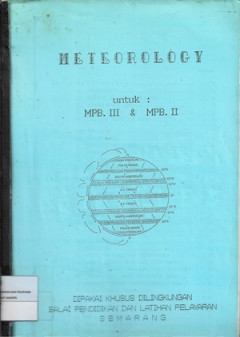 METEOROLOGY
untuk :
MPB. III & MPB. II
DIPAKAI KHUSUS DILINGKUNGAN
BALAI PENDIDIKAN DAN LATIHAN PELAYARAN
SEMARANG